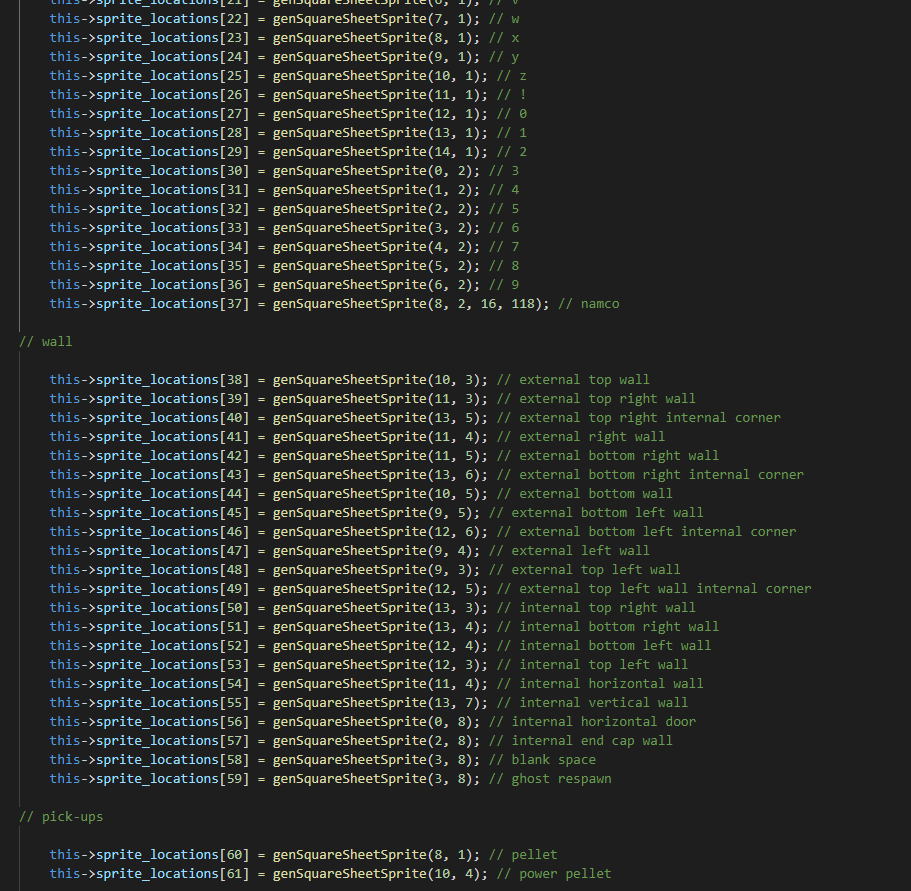 this->sprite_locations[21] = genSquareSheetSprite(6, 1); // v
this->sprite_locations[22] = genSquareSheetSprite(7, 1); // w
this->sprite_locations[23] = genSquareSheetSprite(8, 1); // x
this->sprite_locations[24] = genSquareSheetSprite(9, 1); // y
this->sprite_locations[25] = genSquareSheetSprite(10, 1); // z
this->sprite_locations[26] = genSquareSheetSprite(11, 1); // !
this->sprite_locations[27] = genSquareSheetSprite(12, 1); // 0
this->sprite_locations[28] = genSquareSheetSprite(13, 1); // 1
this->sprite_locations[29] = genSquareSheetSprite(14, 1); // 2
this->sprite_locations[30] = genSquareSheetSprite(0, 2); // 3
this->sprite_locations[31] = genSquareSheetSprite(1, 2); // 4
this->sprite_locations[32] = genSquareSheetSprite(2, 2); // 5
this->sprite_locations[33] = genSquareSheetSprite(3, 2); // 6
this->sprite_locations[34] = genSquareSheetSprite(4, 2); // 7
this->sprite_locations[35] = genSquareSheetSprite(5, 2); // 8
this->sprite_locations[36] = genSquareSheetSprite(6, 2); // 9
this->sprite_locations[37] = genSquareSheetSprite(8, 2, 16, 118); // namco
// wall
this->sprite_locations[38] = genSquareSheetSprite(10, 3); // external top wall
this->sprite_locations[39] = genSquareSheetSprite(11, 3); // external top right wall
this->sprite_locations[40] = genSquareSheetSprite(13, 5); // external top right internal corner
this->sprite_locations[41] = genSquareSheetSprite(11, 4); // external right wall
this->sprite_locations[42] = genSquareSheetSprite(11, 5); // external bottom right wall
this->sprite_locations[43] = genSquareSheetSprite(13, 6); // external bottom right internal corner
this->sprite_locations[44] = genSquareSheetSprite(10, 5); // external bottom wall
this->sprite_locations[45] = genSquareSheetSprite(9, 5); // external bottom left wall
this->sprite_locations[46] = genSquareSheetSprite(12, 6); // external bottom left internal corner
this->sprite_locations[47] = genSquareSheetSprite(9, 4); // external left wall
this->sprite_locations[48] = genSquareSheetSprite(9, 3); // external top left wall
this->sprite_locations[49] = genSquareSheetSprite(12, 5); // external top left wall internal corner
this->sprite_locations[50] = genSquareSheetSprite(13, 3); // internal top right wall
this->sprite_locations[51] = genSquareSheetSprite(13, 4); // internal bottom right wall
this->sprite_locations[52] = genSquareSheetSprite(12, 4); // internal bottom left wall
this->sprite_locations[53] = genSquareSheetSprite(12, 3); // internal top left wall
this->sprite_locations[54] = genSquareSheetSprite(11, 4); // internal horizontal wall
this->sprite_locations[55] = genSquareSheetSprite(13, 7); // internal vertical wall
this->sprite_locations[56] = genSquareSheetSprite(0, 8); // internal horizontal door
this->sprite_locations[57] = genSquareSheetSprite(2, 8); // internal end cap wall
this->sprite_locations[58] = genSquareSheetSprite(3, 8); // blank space
this->sprite_locations[59] = genSquareSheetSprite(3, 8); // ghost respawn
// pick-ups
this->sprite_locations[60] = genSquareSheetSprite(8, 1); // pellet
this->sprite_locations[61] = genSquareSheetSprite(10, 4); // power pellet